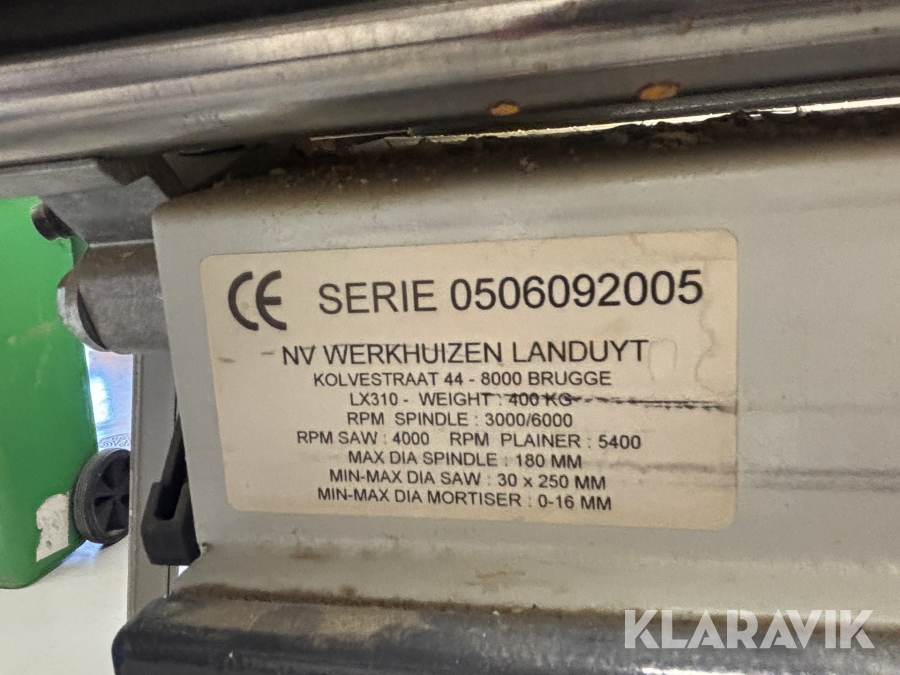 CE SERIE 0506092005
NV WERKHUIZEN LANDUYT
KOLVESTRAAT 44 - 8000 BRUGGE
LX310 - WEIGHT : 400 KG
RPM SPINDLE : 3000/6000
RPM SAW : 4000 RPM PLAINER : 5400
MAX DIA SPINDLE : 180 MM
MIN-MAX DIA SAW : 30 x 250 MM
MIN-MAX DIA MORTISER : 0-16 MM
KLARAVIK